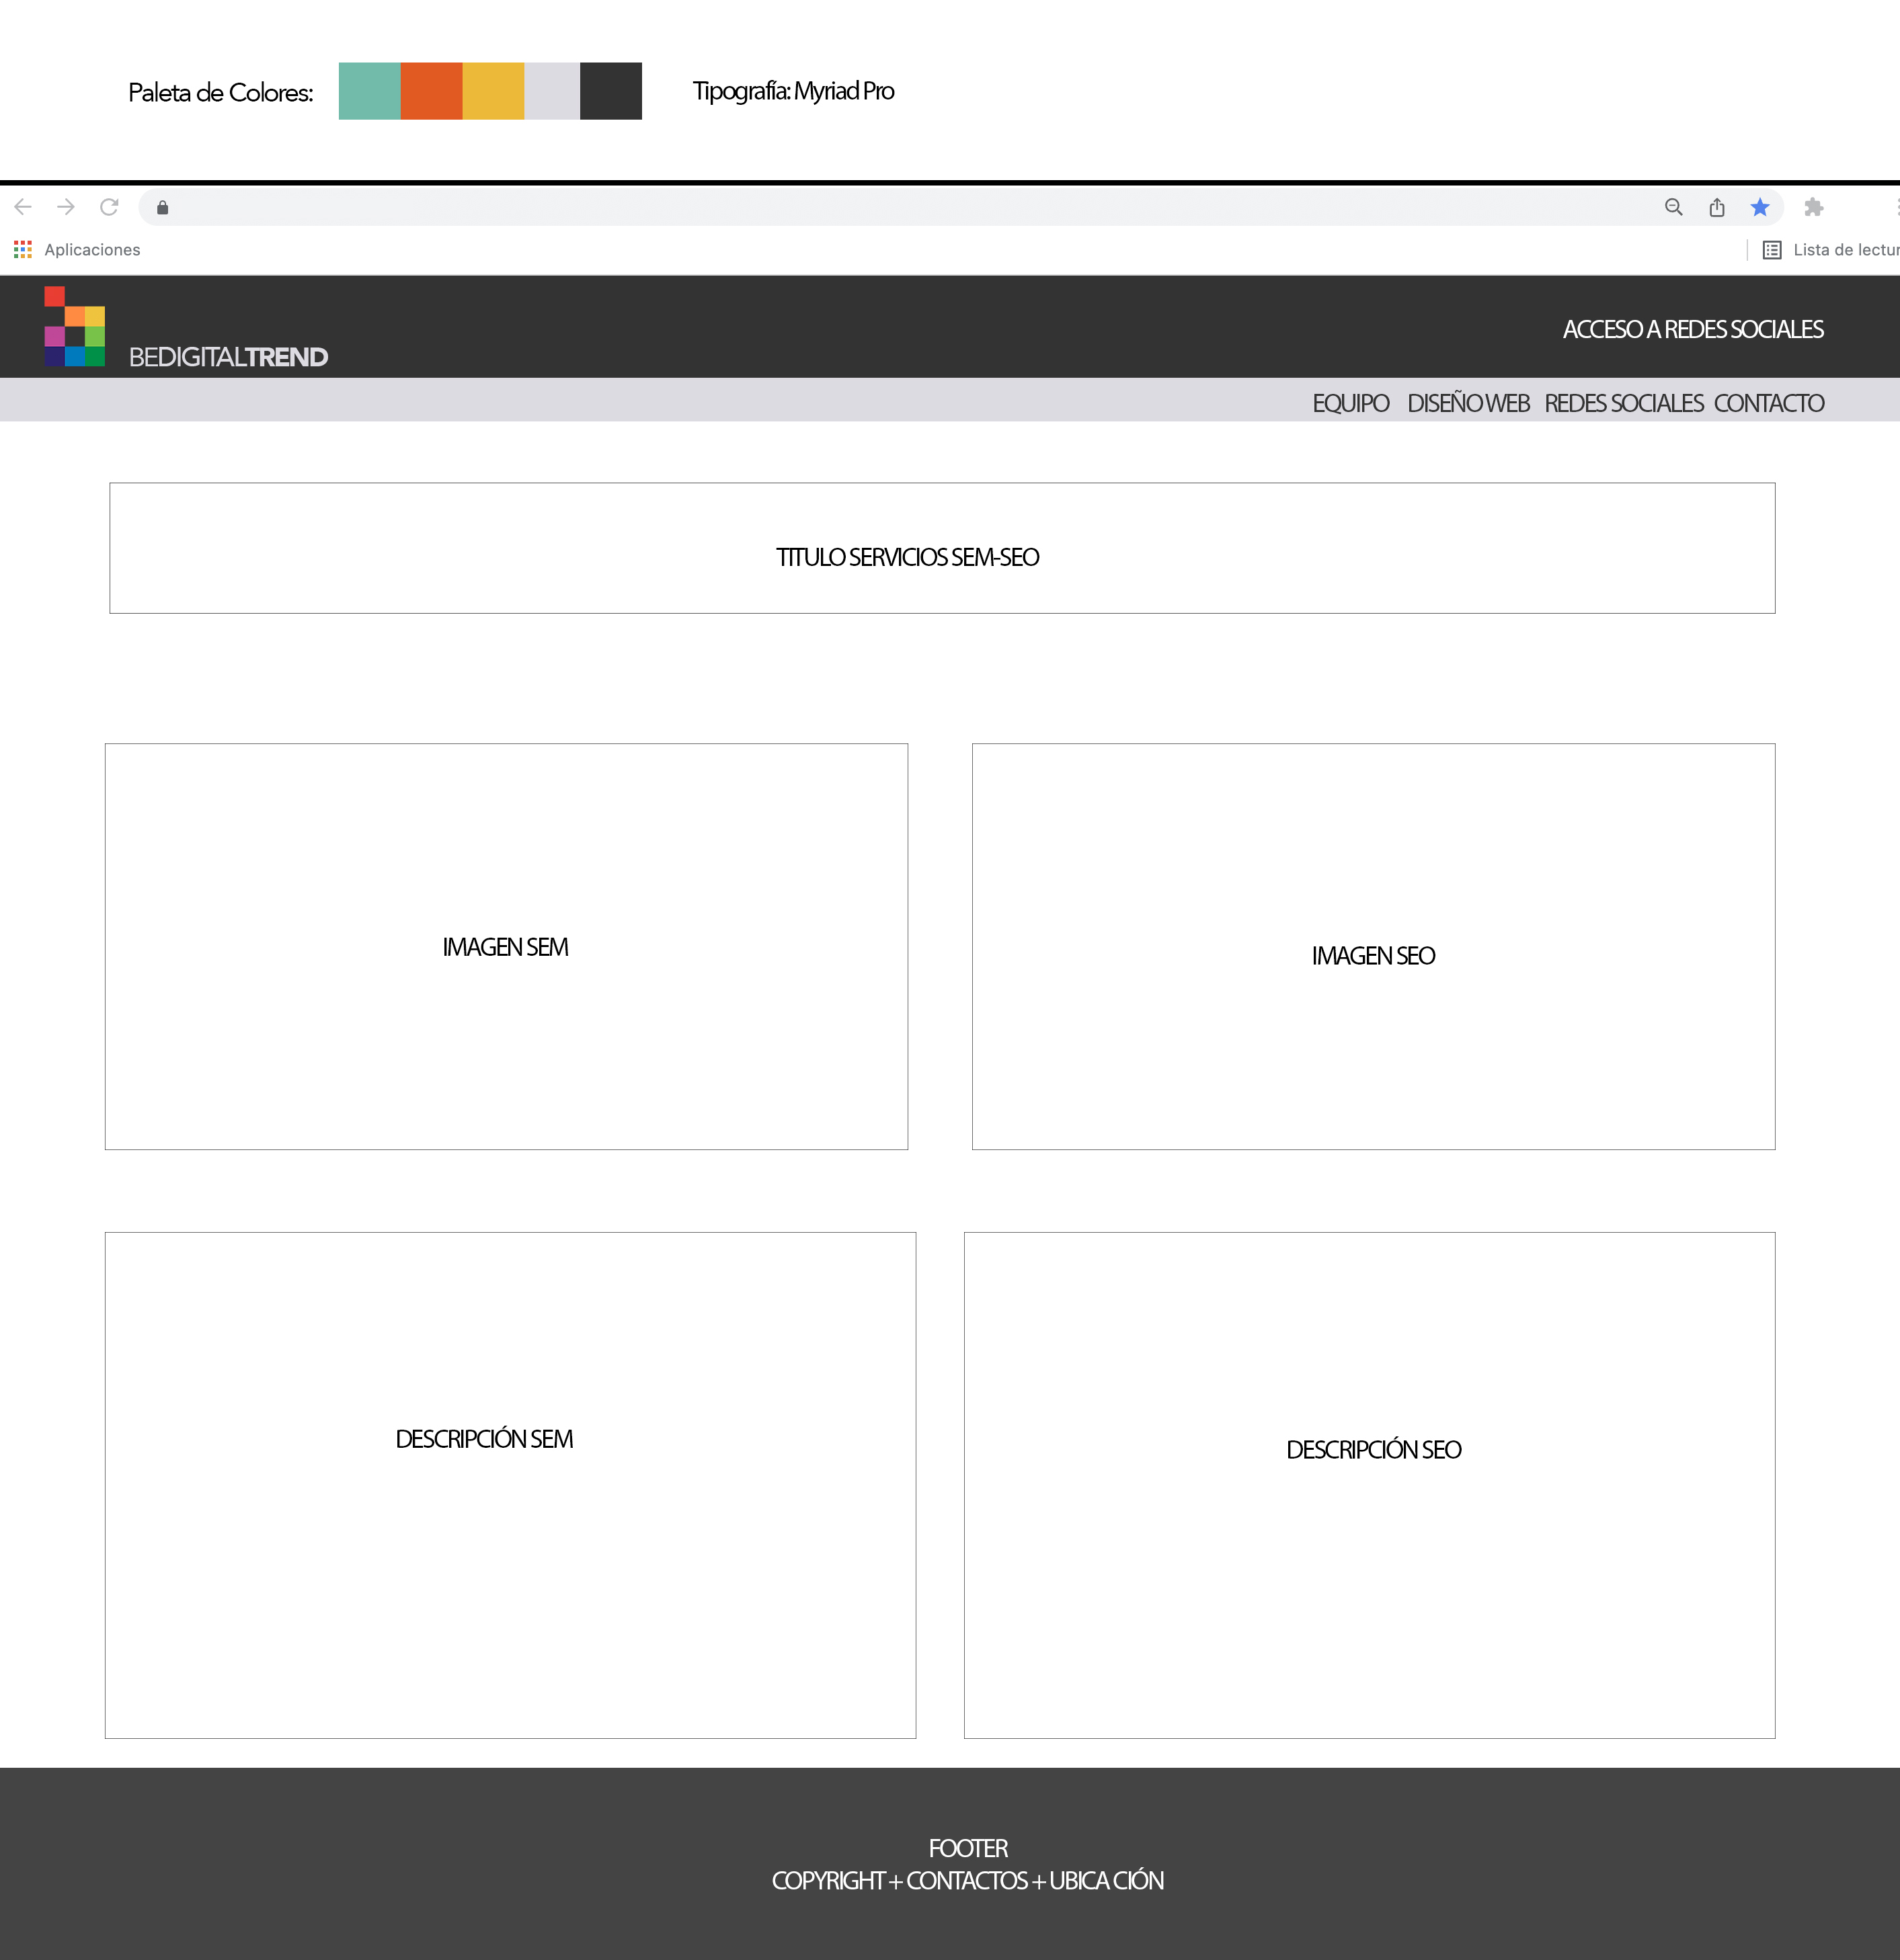 Paleta de Colores:
Tipografía: Myriad Pro
Aplicaciones
Lista de lectur
BEDIGITALTREND
ACCESO A REDES SOCIALES
EQUIPO DISEÑO WEB REDES SOCIALES CONTACTO
TITULO SERVICIOS SEM-SEO
IMAGEN SEM
IMAGEN SEO
DESCRIPCIÓN SEM
DESCRIPCIÓN SEO
FOOTER
COPYRIGHT + CONTACTOS + UBICA CIÓN